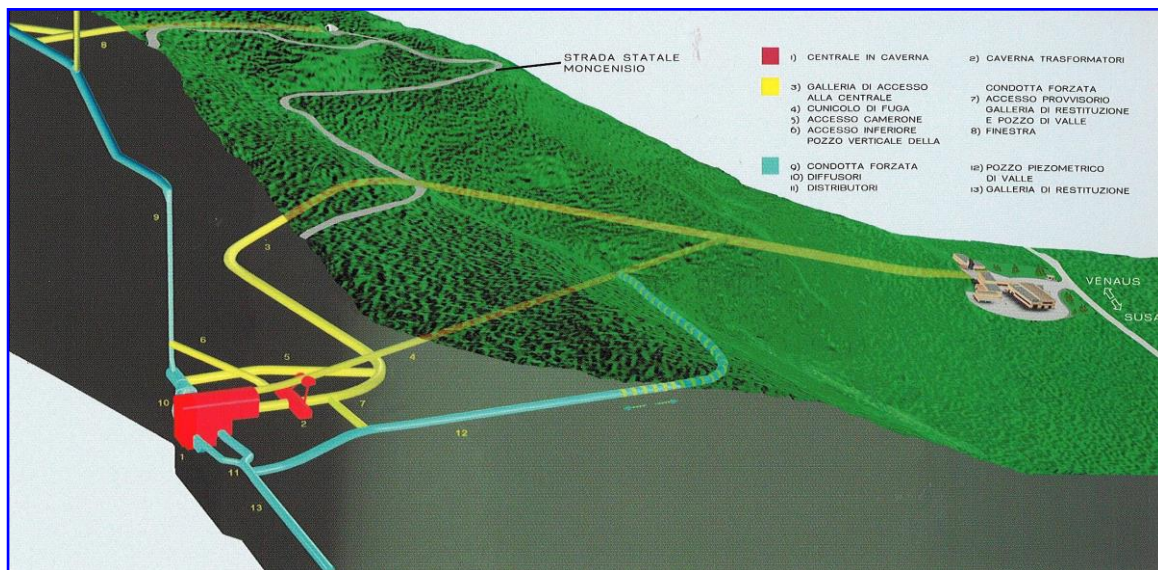 STRADA STATALE
MONCENISIO
1) CENTRALE IN CAVERNA
2) CAVERNA TRASFORMATORI
3) GALLERIA DI ACCESSO
ALLA CENTRALE
4) CUNICOLO DI FUGA
5) ACCESSO CAMERONE
6) ACCESSO INFERIORE
POZZO VERTICALE DELLA
CONDOTTA FORZATA
7) ACCESSO PROVVISORIO
GALLERIA DI RESTITUZIONE
E POZZO DI VALLE
8) FINESTRA
9) CONDOTTA FORZATA
10) DIFFUSORI
11) DISTRIBUTORI
12) POZZO PIEZOMETRICO
DI VALLE
13) GALLERIA DI RESTITUZIONE
VENAUS
SUSA
8
9
3
6
5
4
10
2
7
1
11
12
13